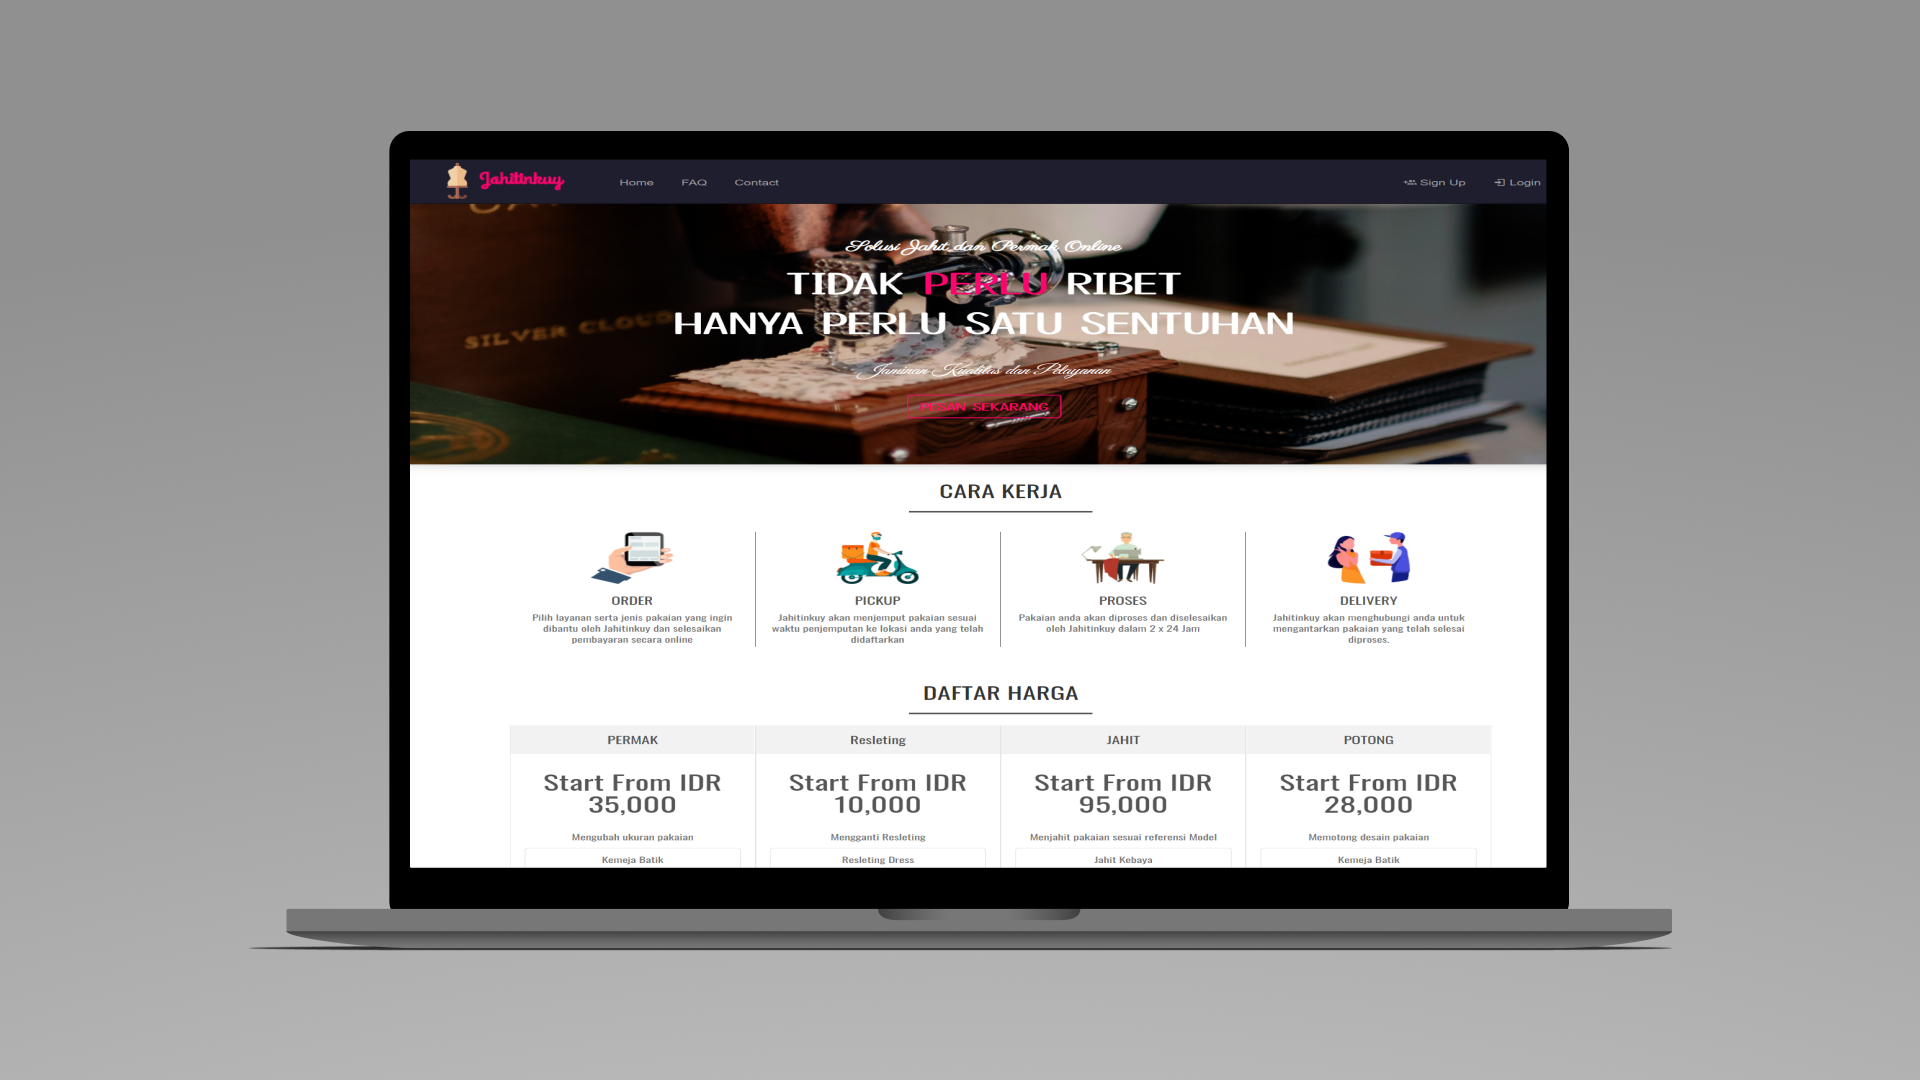 Jahitinkuy
Home FAQ Contact
Sign Up Login
Solusi Jahit dan Permak Online
TIDAK PERLU RIBET
HANYA PERLU SATU SENTUHAN
SILVER CLOUD
Jaminan Kualitas dan Pelayanan
PESAN SEKARANG
CARA KERJA
ORDER
Pilih layanan serta jenis pakaian yang ingin
dibantu oleh Jahitinkuy dan selesaikan
pembayaran secara online
PICKUP
Jahitinkuy akan menjemput pakaian sesuai
waktu penjemputan ke lokasi anda yang telah
didaftarkan
PROSES
Pakaian anda akan diproses dan diselesaikan
oleh Jahitinkuy dalam 2 x 24 Jam
DELIVERY
Jahitinkuy akan menghubungi anda untuk
mengantarkan pakaian yang telah selesai
diproses.
DAFTAR HARGA
PERMAK
Start From IDR
35,000
Mengubah ukuran pakaian
Kemeja Batik
Resleting
Start From IDR
10,000
Mengganti Resleting
Resleting Dress
JAHIT
Start From IDR
95,000
Menjahit pakaian sesuai referensi Model
Jahit Kebaya
POTONG
Start From IDR
28,000
Memotong desain pakaian
Kemeja Batik